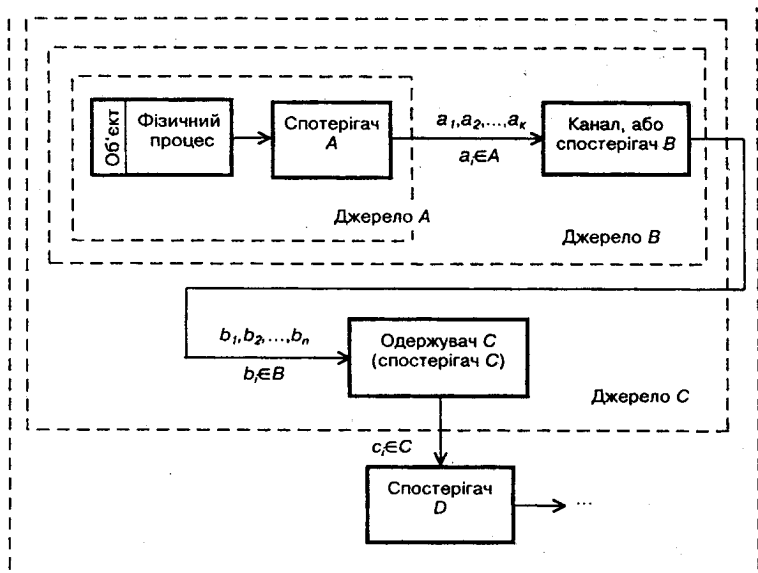 Об'єкт
Фізичний
процес
Спотерігач
A
a₁,a₂,...,aₖ
aᵢ∈A
Канал, або
спостерігач B
Джерело A
Джерело B
b₁,b₂,...,bₙ
bᵢ∈B
Одержувач C
(спостерігач C)
Джерело C
cᵢ∈C
Спостерігач
D
...